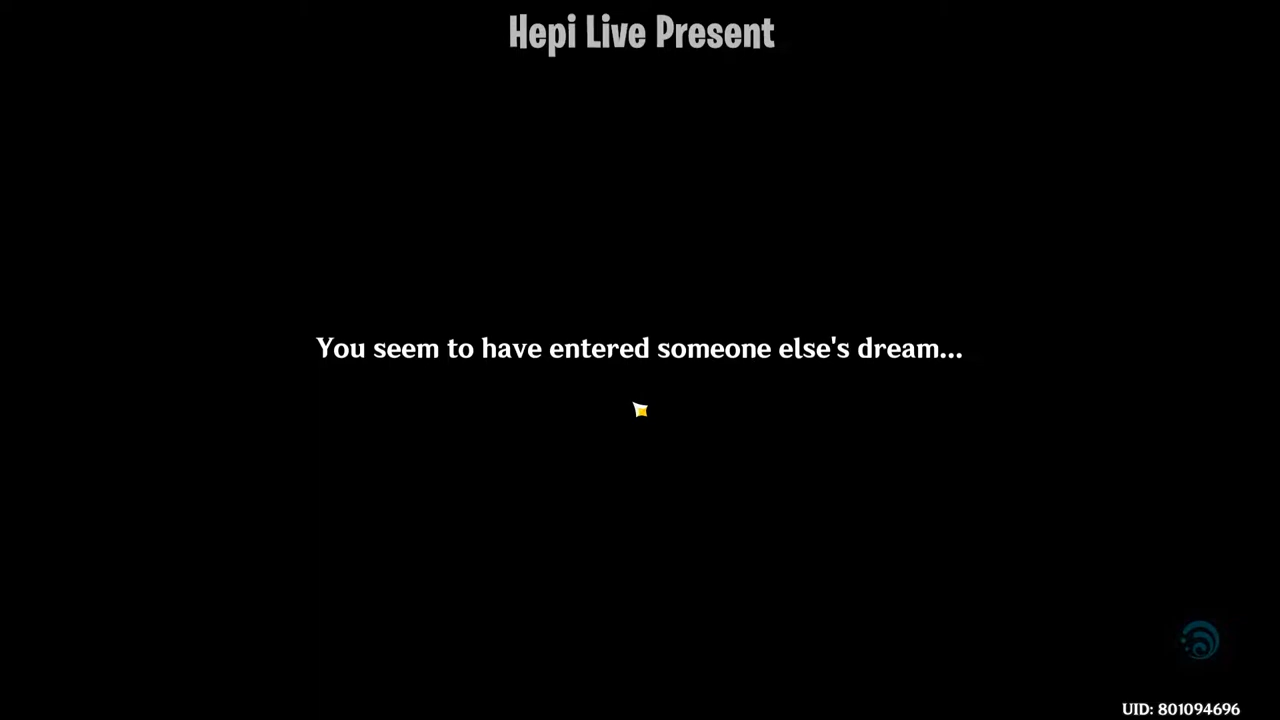 Hepi Live Present
You seem to have entered someone else's dream...
UID: 801094696